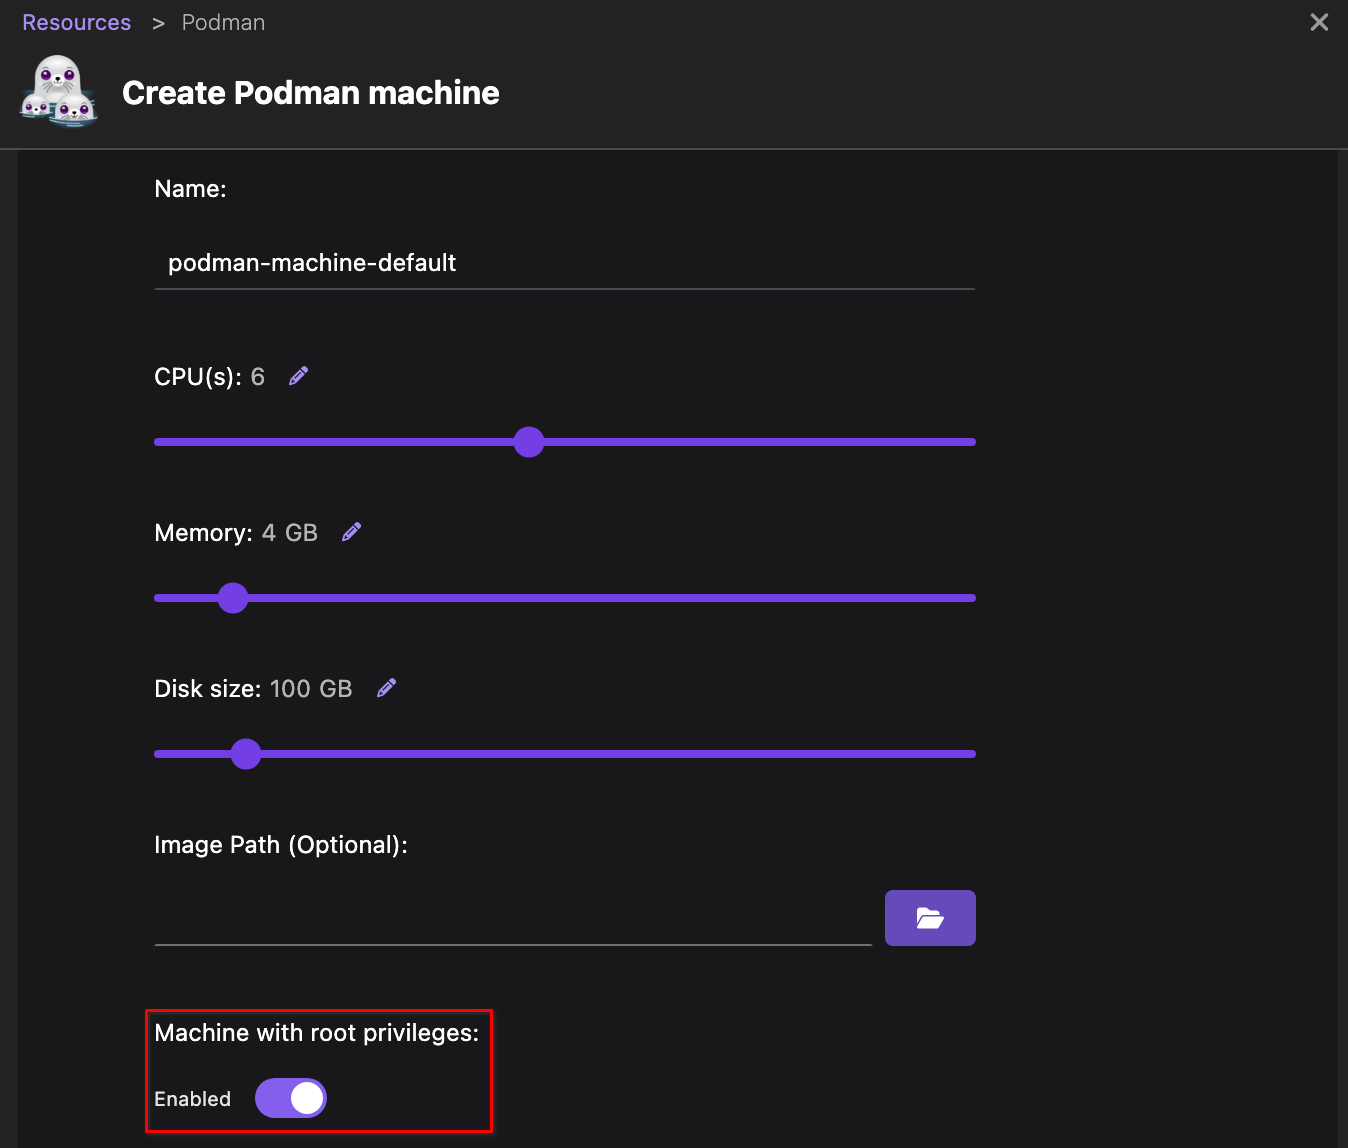 Resources > Podman
Create Podman machine
Name:
podman-machine-default
CPU(s): 6
Memory: 4 GB
Disk size: 100 GB
Image Path (Optional):
Machine with root privileges:
Enabled